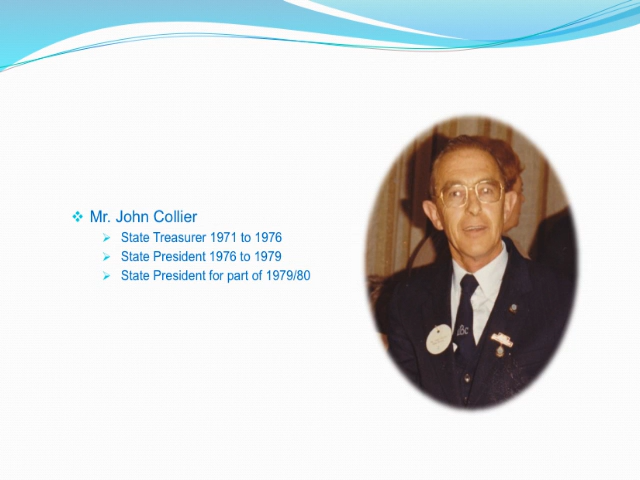 Mr. John Collier
State Treasurer 1971 to 1976
State President 1976 to 1979
State President for part of 1979/80